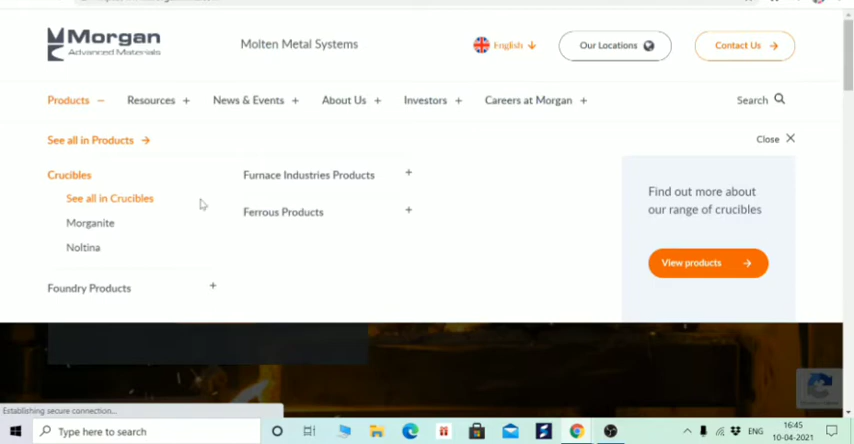 Morgan
Advanced Materials
Molten Metal Systems
English
Our Locations
Contact Us
Products
Resources +
News & Events +
About Us +
Investors +
Careers at Morgan +
Search
See all in Products →
Close ×
Crucibles
See all in Crucibles
Morganite
Noltina
Foundry Products +
Furnace Industries Products +
Ferrous Products +
Find out more about
our range of crucibles
View products →
Establishing secure connection...
Type here to search
ENG
16:45
10-04-2021